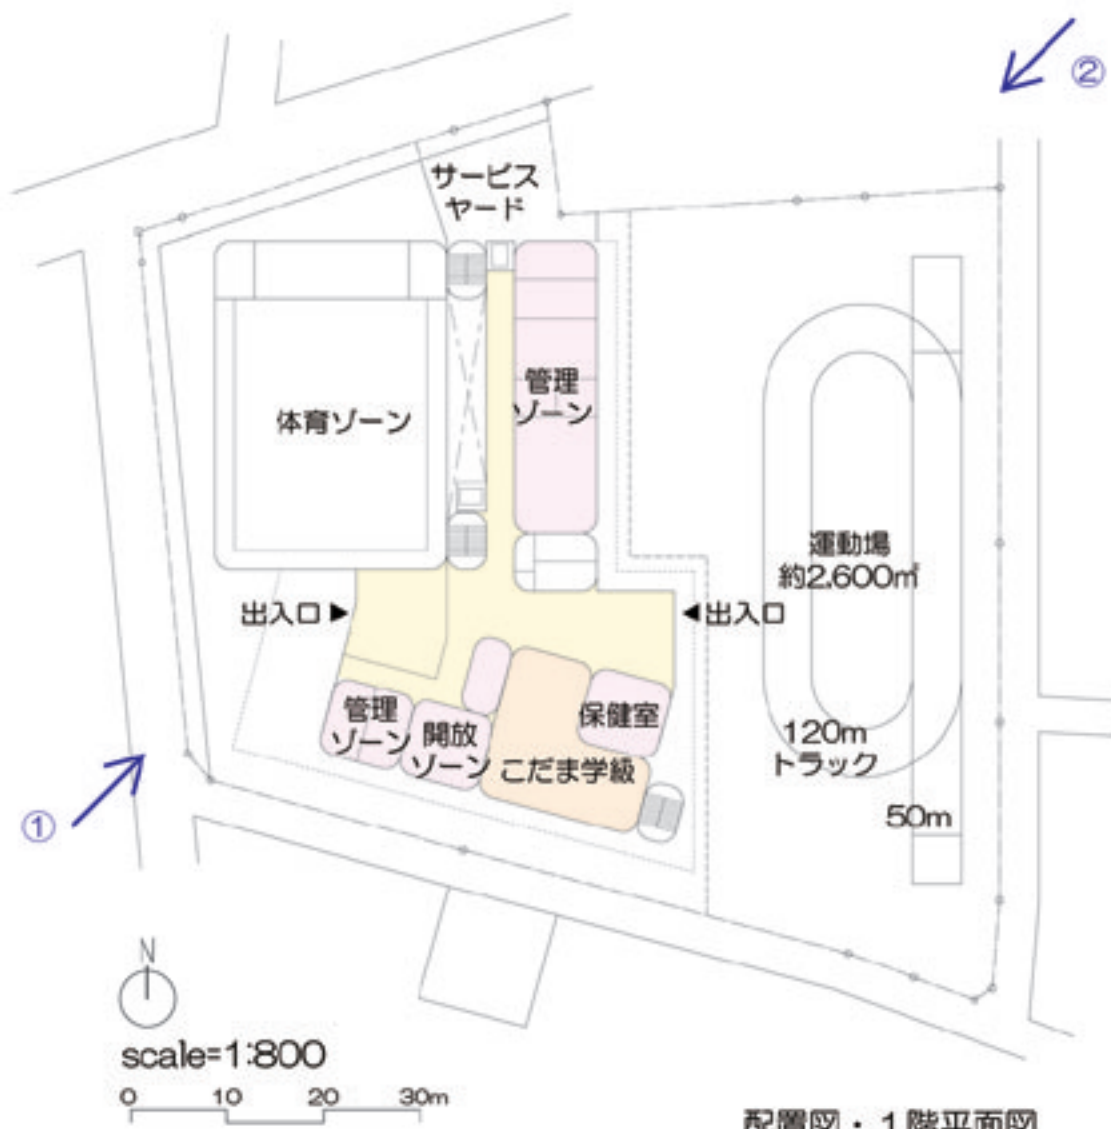 ②
サービス
ヤード
管理
ゾーン
体育ゾーン
運動場
約2,600㎡
出入口▶
◀出入口
管理
ゾーン
開放
ゾーン
保健室
こだま学級
120m
トラック
50m
①
N
scale=1:800
0 10 20 30m
配置図・1階平面図